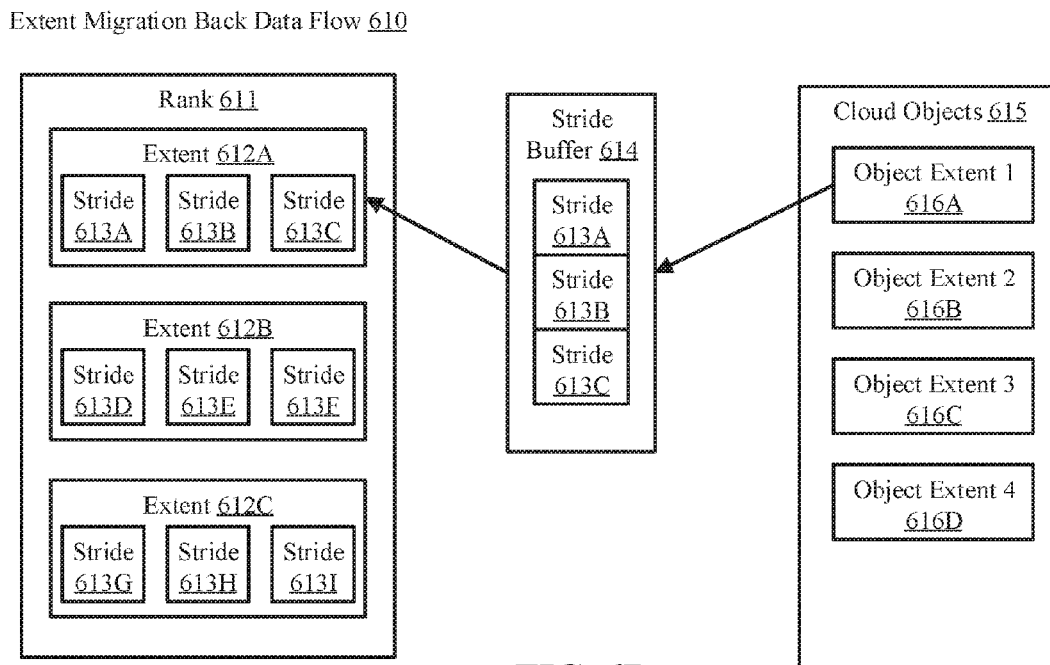 Extent Migration Back Data Flow 610
Rank 611
Extent 612A
Stride
613A
Stride
613B
Stride
613C
Extent 612B
Stride
613D
Stride
613E
Stride
613F
Extent 612C
Stride
613G
Stride
613H
Stride
613I
Stride
Buffer 614
Stride
613A
Stride
613B
Stride
613C
Cloud Objects 615
Object Extent 1
616A
Object Extent 2
616B
Object Extent 3
616C
Object Extent 4
616D